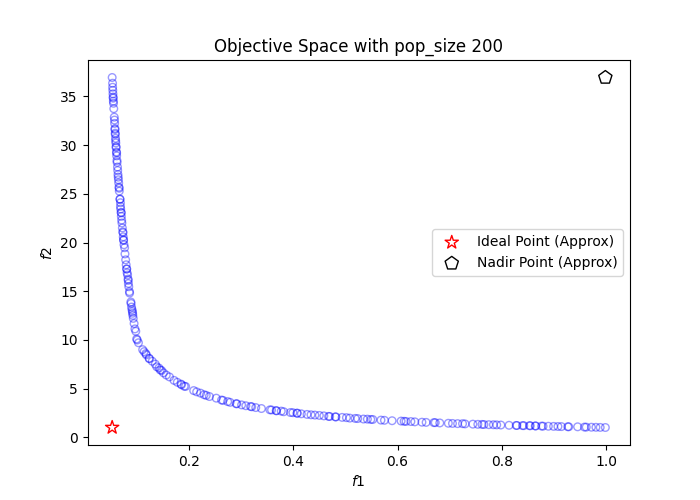 Objective Space with pop_size 200
35
30
25
20
15
10
5
0
f2
Ideal Point (Approx)
Nadir Point (Approx)
0.2
0.4
0.6
0.8
1.0
f1